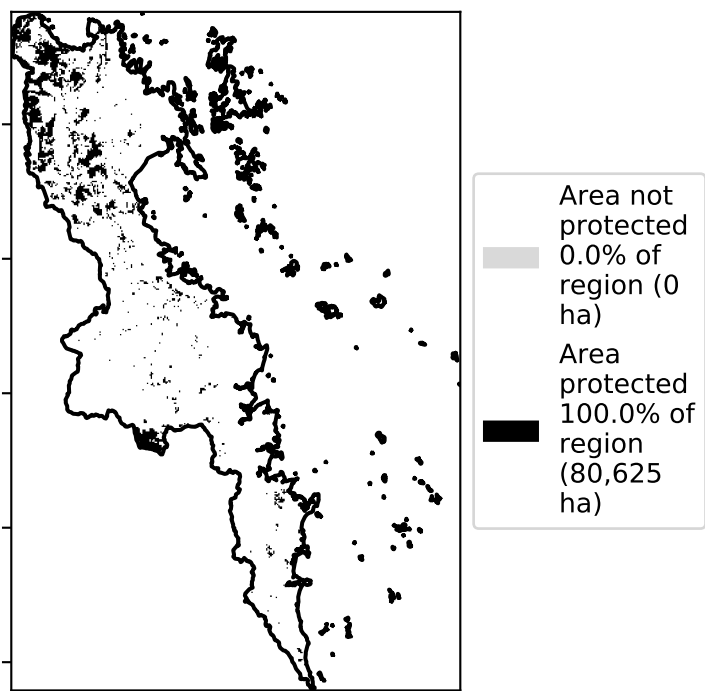 Area not
protected
0.0% of
region (0
ha)
Area
protected
100.0% of
region
(80,625
ha)